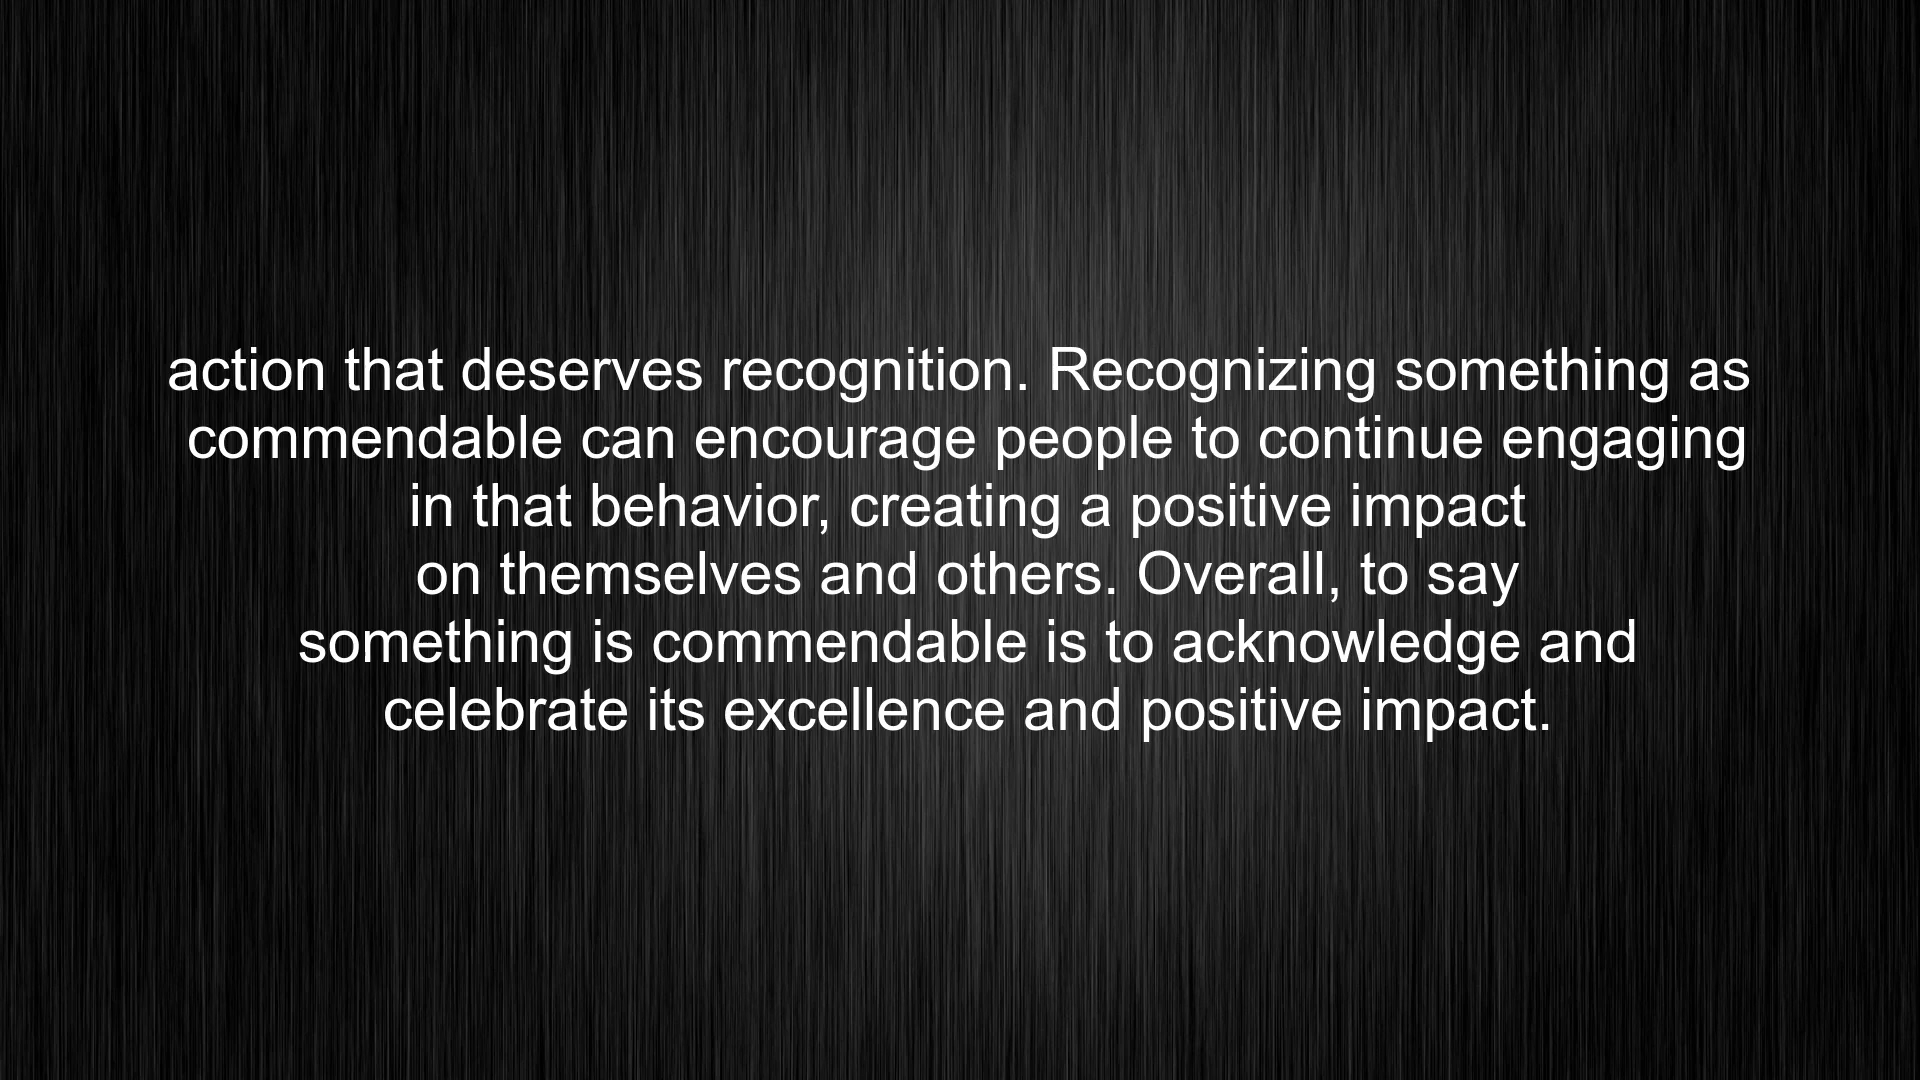 action that deserves recognition. Recognizing something as
commendable can encourage people to continue engaging
in that behavior, creating a positive impact
on themselves and others. Overall, to say
something is commendable is to acknowledge and
celebrate its excellence and positive impact.